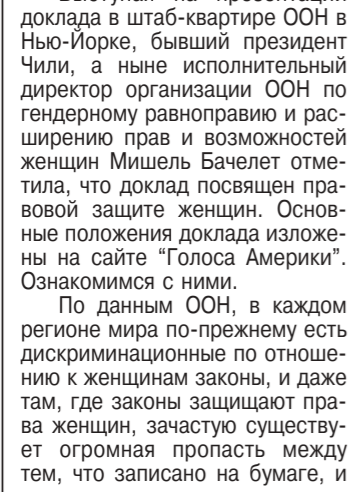 Выступая на презентации
доклада в штаб-квартире ООН в
Нью-Йорке, бывший президент
Чили, а ныне исполнительный
директор организации ООН по
гендерному равноправию и рас-
ширению прав и возможностей
женщин Мишель Бачелет отме-
тила, что доклад посвящен пра-
вовой защите женщин. Основ-
ные положения доклада изложе-
ны на сайте “Голоса Америки”.
Ознакомимся с ними.
По данным ООН, в каждом
регионе мира по-прежнему есть
дискриминационные по отноше-
нию к женщинам законы, и даже
там, где законы защищают пра-
ва женщин, зачастую существу-
ет огромная пропасть между
тем, что записано на бумаге, и